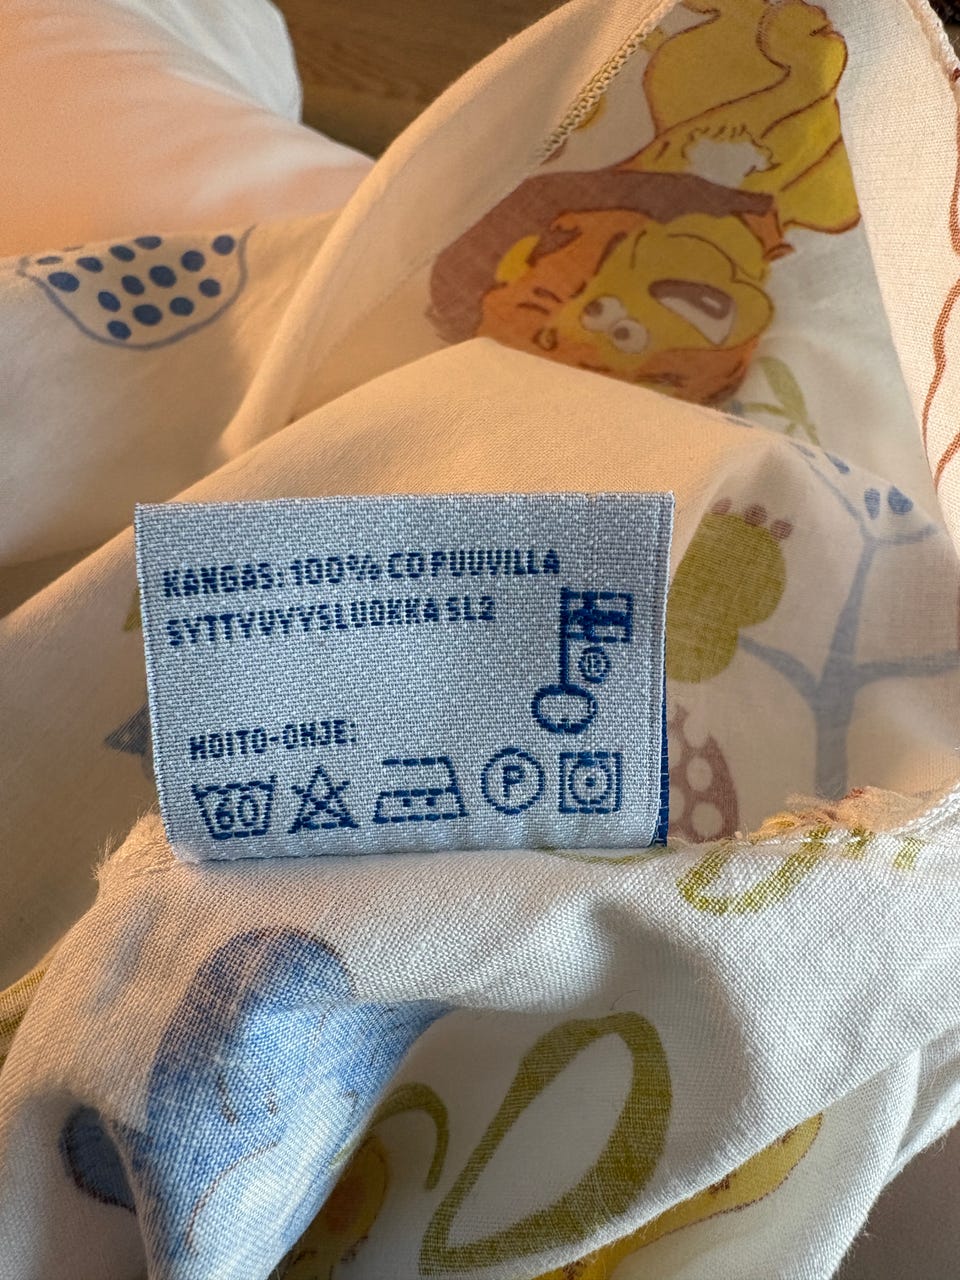 KANGAS: 100% CO PUUVILLA
SYTTYVYYSLUOKKA SL2
®
HOITO-OHJE:
60 P